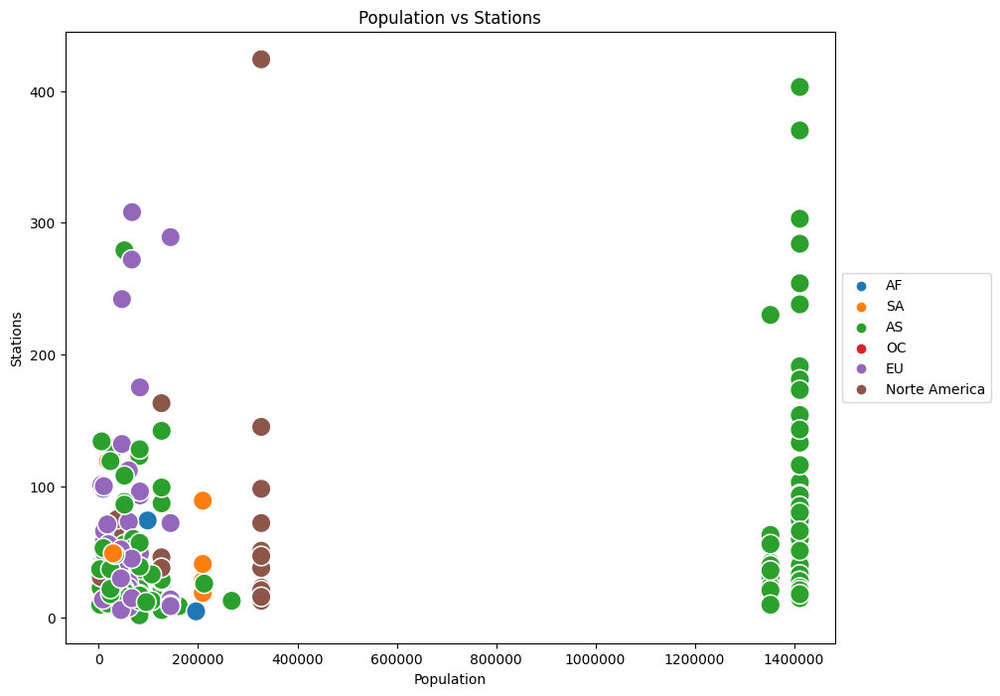 Population vs Stations
Stations
400
300
200
100
0
0 200000 400000 600000 800000 1000000 1200000 1400000
Population
AF
SA
AS
OC
EU
Norte America